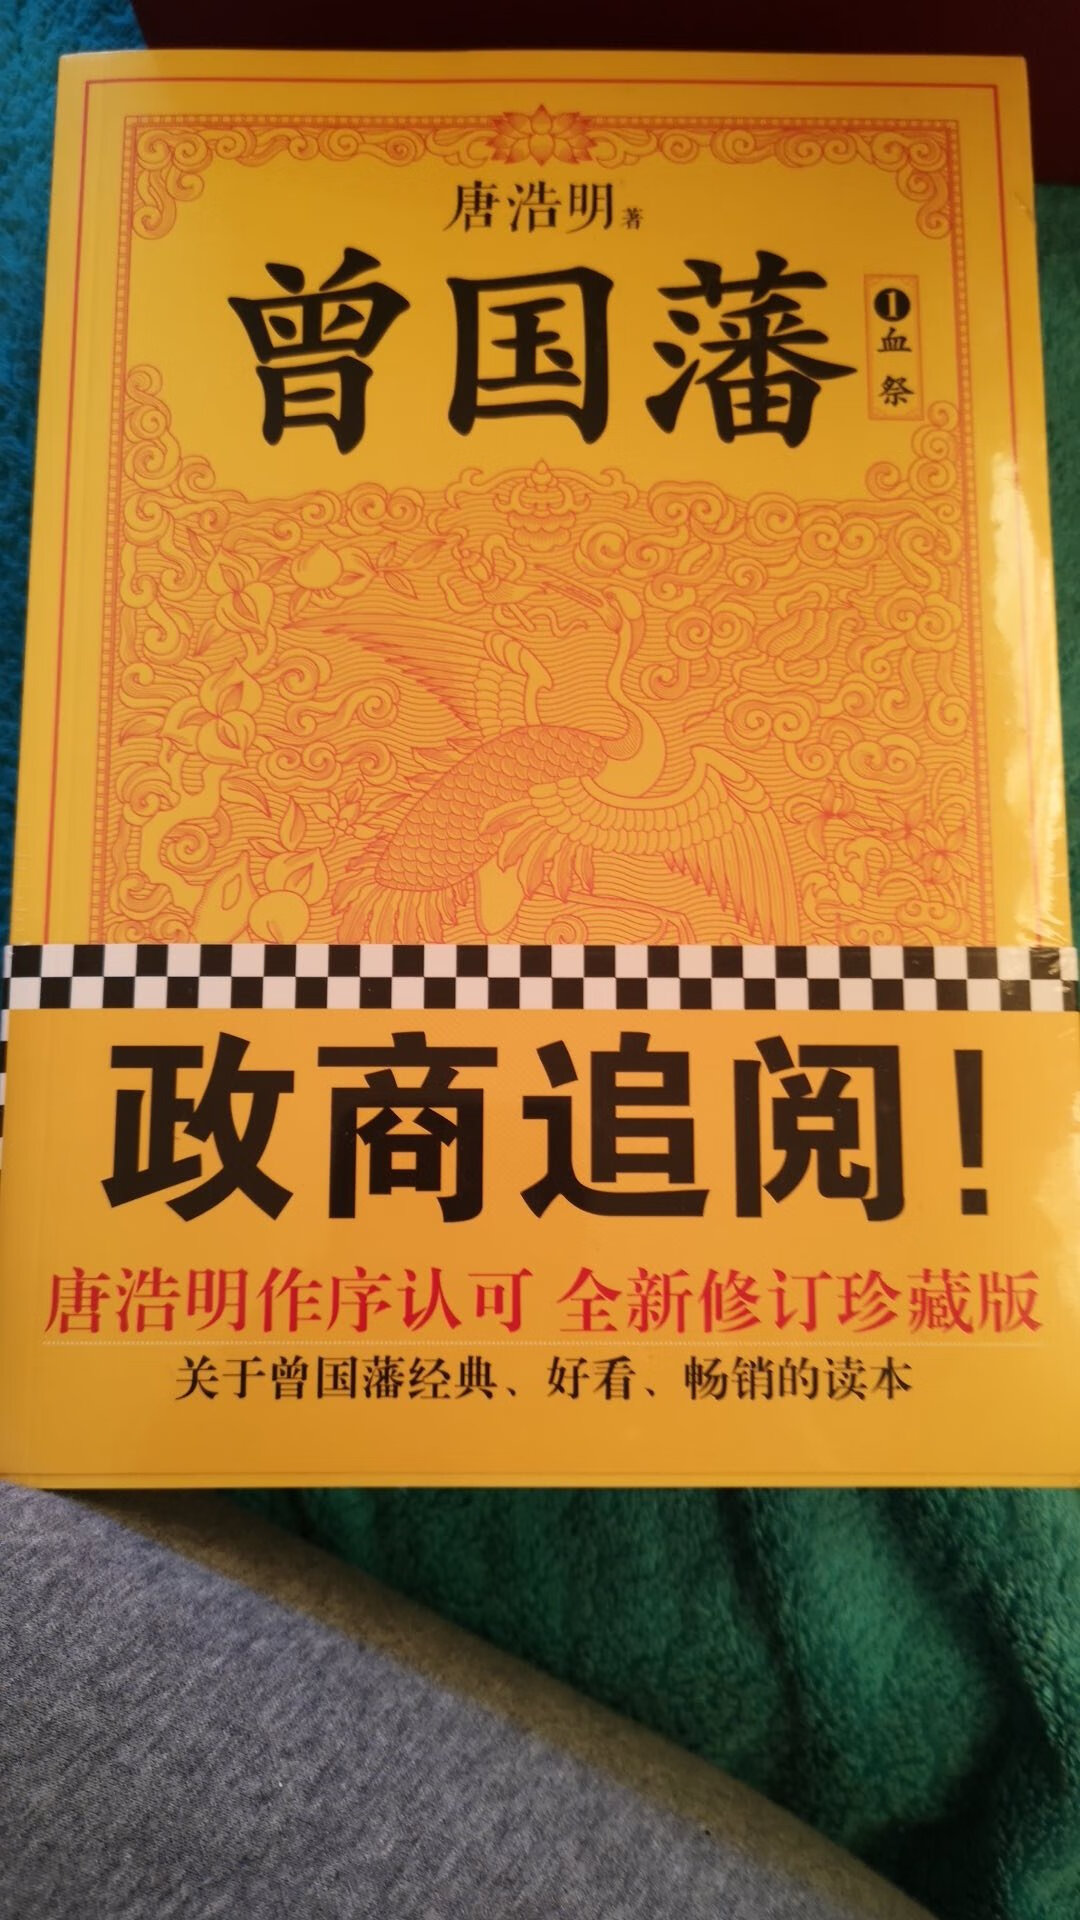 唐浩明 著
曾国藩
❶血祭
政商追阅!
唐浩明作序认可 全新修订珍藏版
关于曾国藩经典、好看、畅销的读本